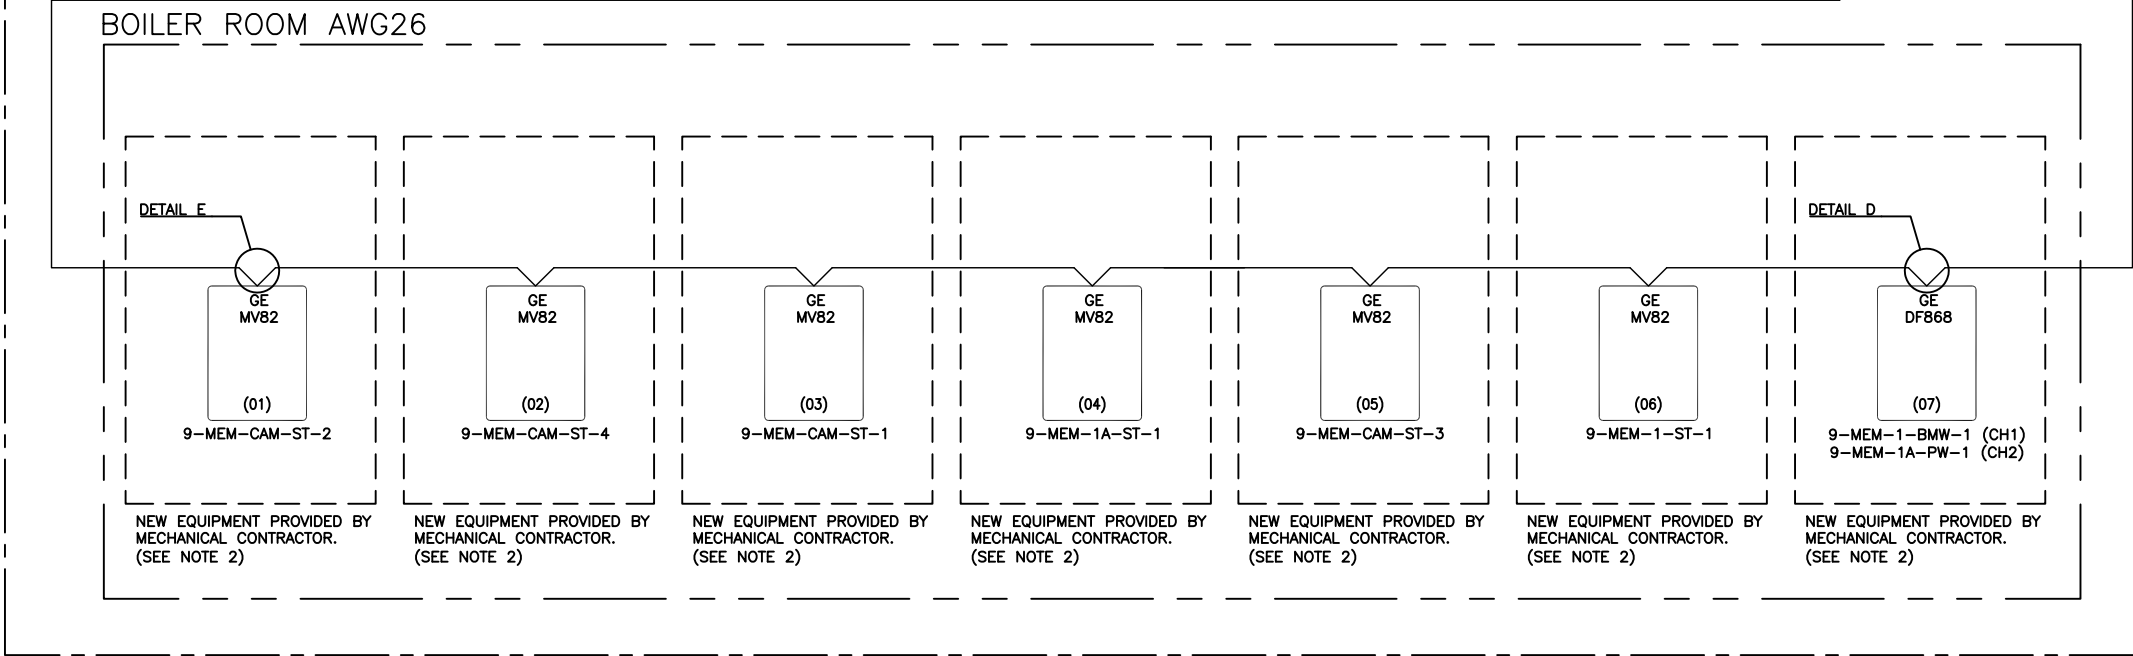 BOILER ROOM AWG26
DETAIL E
DETAIL D
GE
MV82
(01)
9-MEM-CAM-ST-2
NEW EQUIPMENT PROVIDED BY
MECHANICAL CONTRACTOR.
(SEE NOTE 2)
GE
MV82
(02)
9-MEM-CAM-ST-4
NEW EQUIPMENT PROVIDED BY
MECHANICAL CONTRACTOR.
(SEE NOTE 2)
GE
MV82
(03)
9-MEM-CAM-ST-1
NEW EQUIPMENT PROVIDED BY
MECHANICAL CONTRACTOR.
(SEE NOTE 2)
GE
MV82
(04)
9-MEM-1A-ST-1
NEW EQUIPMENT PROVIDED BY
MECHANICAL CONTRACTOR.
(SEE NOTE 2)
GE
MV82
(05)
9-MEM-CAM-ST-3
NEW EQUIPMENT PROVIDED BY
MECHANICAL CONTRACTOR.
(SEE NOTE 2)
GE
MV82
(06)
9-MEM-1-ST-1
NEW EQUIPMENT PROVIDED BY
MECHANICAL CONTRACTOR.
(SEE NOTE 2)
GE
DF868
(07)
9-MEM-1-BMW-1 (CH1)
9-MEM-1A-PW-1 (CH2)
NEW EQUIPMENT PROVIDED BY
MECHANICAL CONTRACTOR.
(SEE NOTE 2)